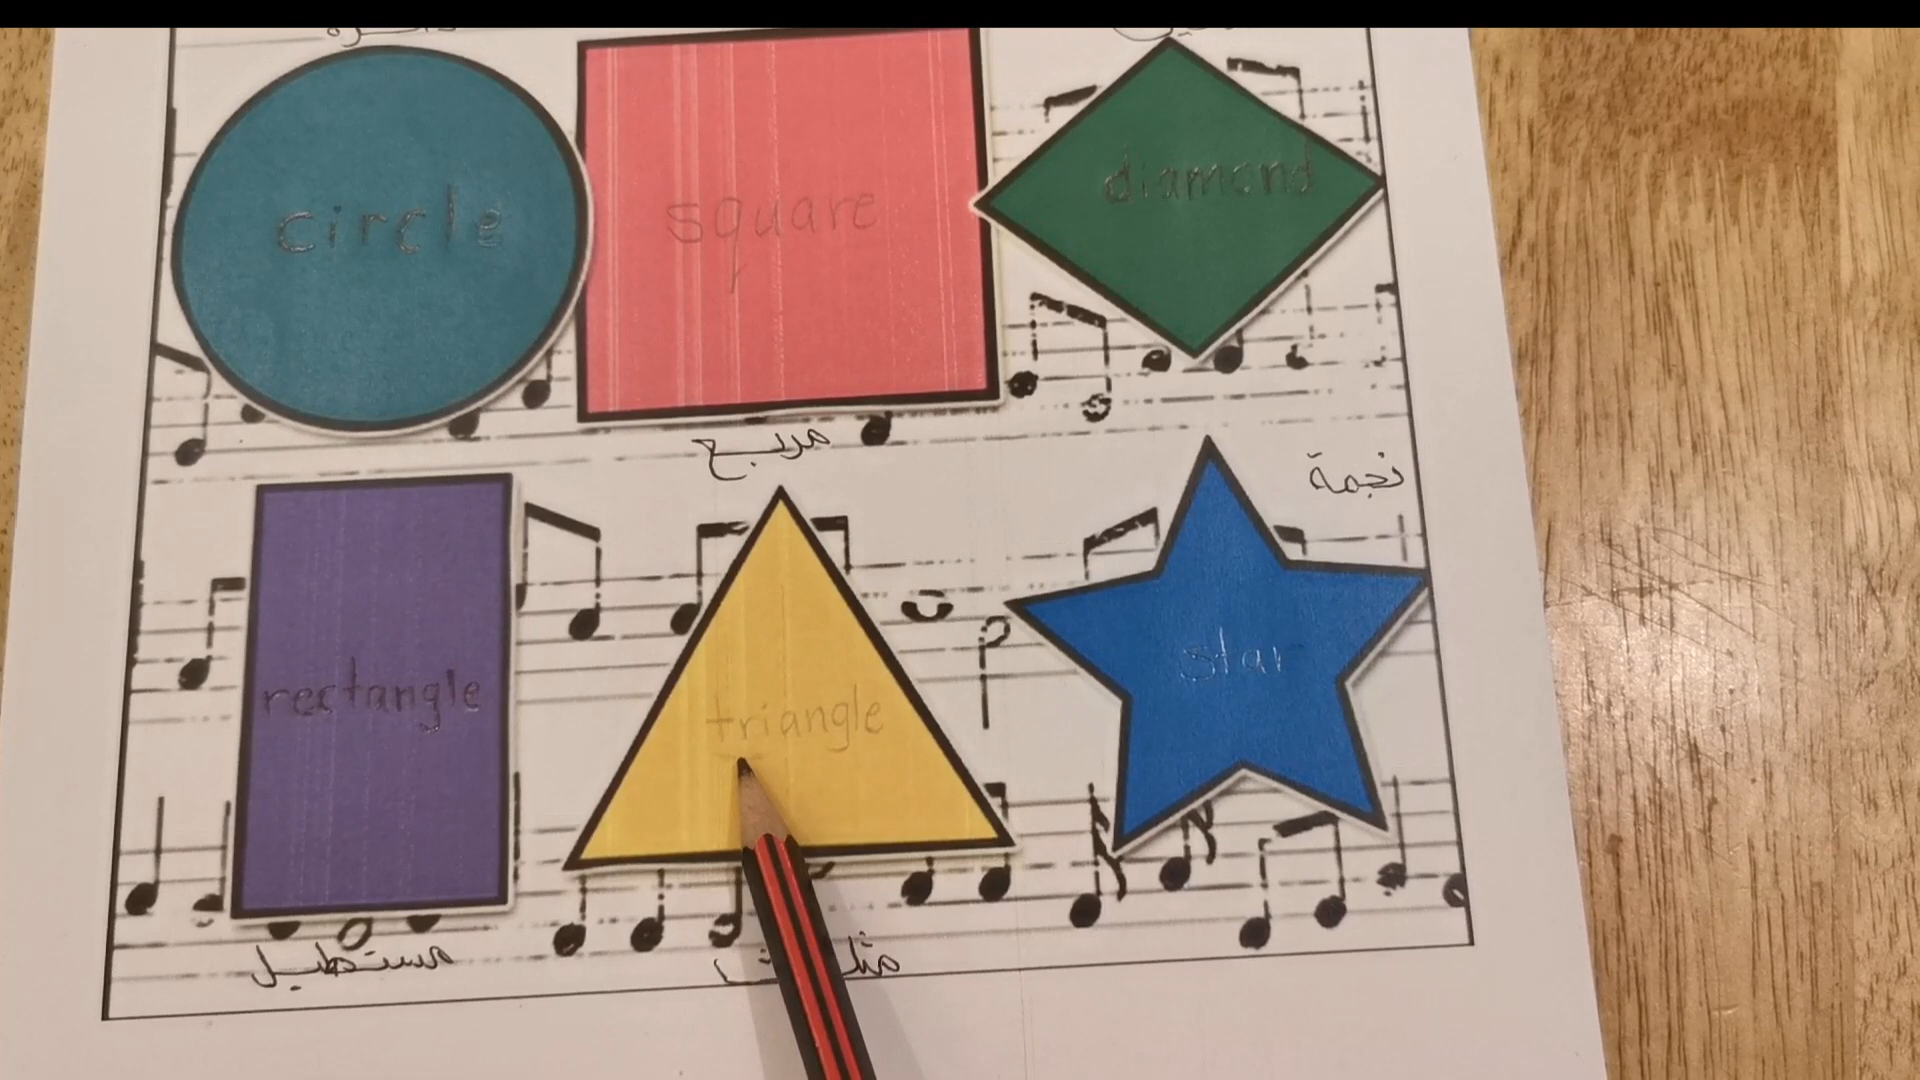 circle
square
diamond
مربع
نجمة
rectangle
triangle
star
مستطيل